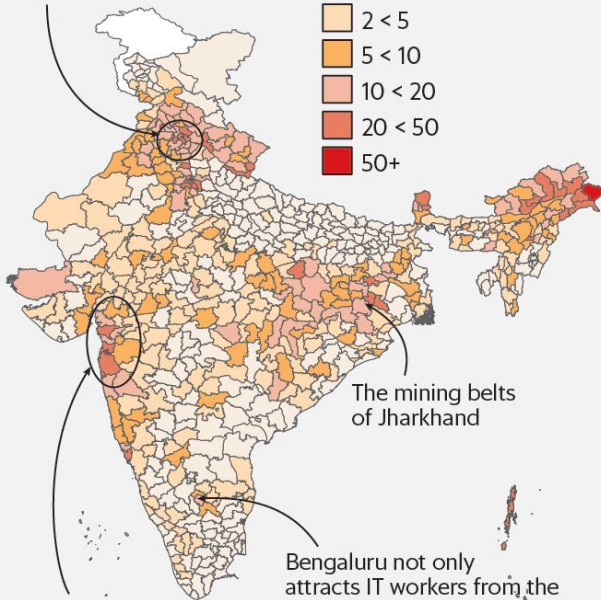 2 < 5
5 < 10
10 < 20
20 < 50
50+
The mining belts
of Jharkhand
Bengaluru not only
attracts IT workers from the